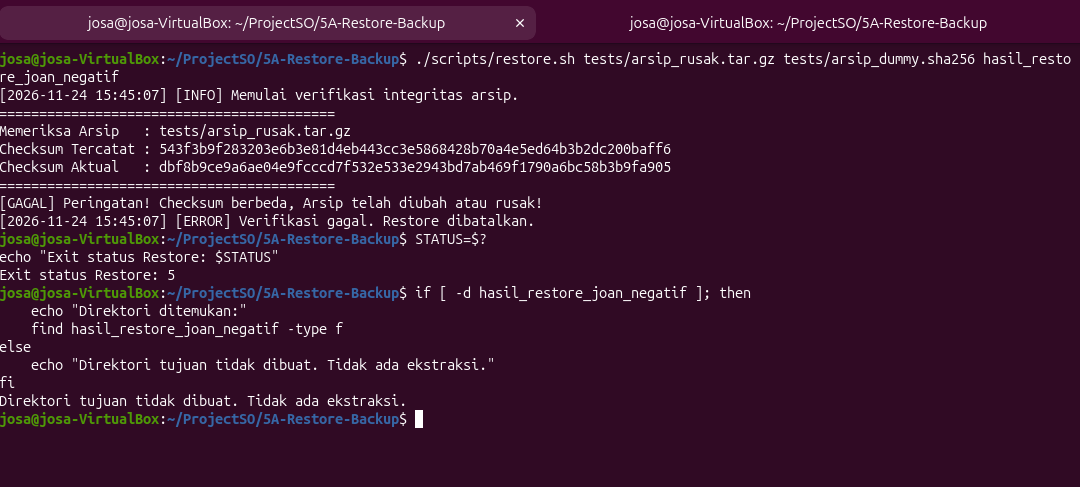 josa@josa-VirtualBox: ~/ProjectSO/5A-Restore-Backup × josa@josa-VirtualBox: ~/ProjectSO/5A-Restore-Backup
josa@josa-VirtualBox:~/ProjectSO/5A-Restore-Backup$ ./scripts/restore.sh tests/arsip_rusak.tar.gz tests/arsip_dummy.sha256 hasil_resto
re_joan_negatif
[2026-11-24 15:45:07] [INFO] Memulai verifikasi integritas arsip.
==========================================
Memeriksa Arsip   : tests/arsip_rusak.tar.gz
Checksum Tercatat : 543f3b9f283203e6b3e81d4eb443cc3e5868428b70a4e5ed64b3b2dc200baff6
Checksum Aktual   : dbf8b9ce9a6ae04e9fcccd7f532e533e2943bd7ab469f1790a6bc58b3b9fa905
==========================================
[GAGAL] Peringatan! Checksum berbeda, Arsip telah diubah atau rusak!
[2026-11-24 15:45:07] [ERROR] Verifikasi gagal. Restore dibatalkan.
josa@josa-VirtualBox:~/ProjectSO/5A-Restore-Backup$ STATUS=$?
echo "Exit status Restore: $STATUS"
Exit status Restore: 5
josa@josa-VirtualBox:~/ProjectSO/5A-Restore-Backup$ if [ -d hasil_restore_joan_negatif ]; then
    echo "Direktori ditemukan:"
    find hasil_restore_joan_negatif -type f
else
    echo "Direktori tujuan tidak dibuat. Tidak ada ekstraksi."
fi
Direktori tujuan tidak dibuat. Tidak ada ekstraksi.
josa@josa-VirtualBox:~/ProjectSO/5A-Restore-Backup$